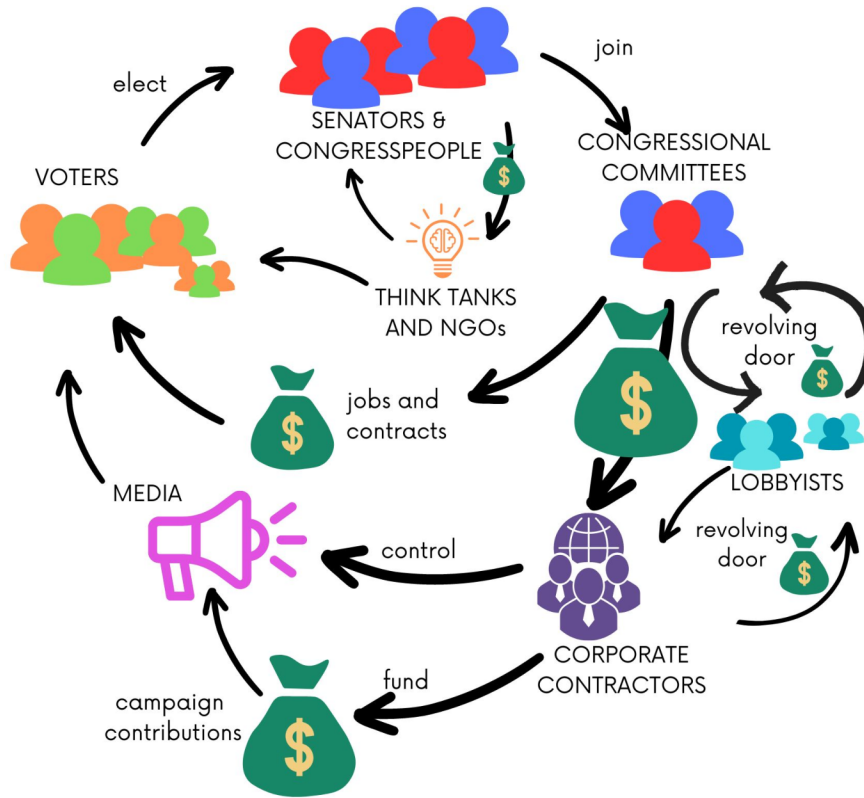 elect
join
SENATORS &
CONGRESSPEOPLE
CONGRESSIONAL
COMMITTEES
VOTERS
$
THINK TANKS
AND NGOs
revolving
door
$
$
jobs and
contracts
$
LOBBYISTS
MEDIA
revolving
door
$
control
CORPORATE
CONTRACTORS
fund
campaign
contributions
$